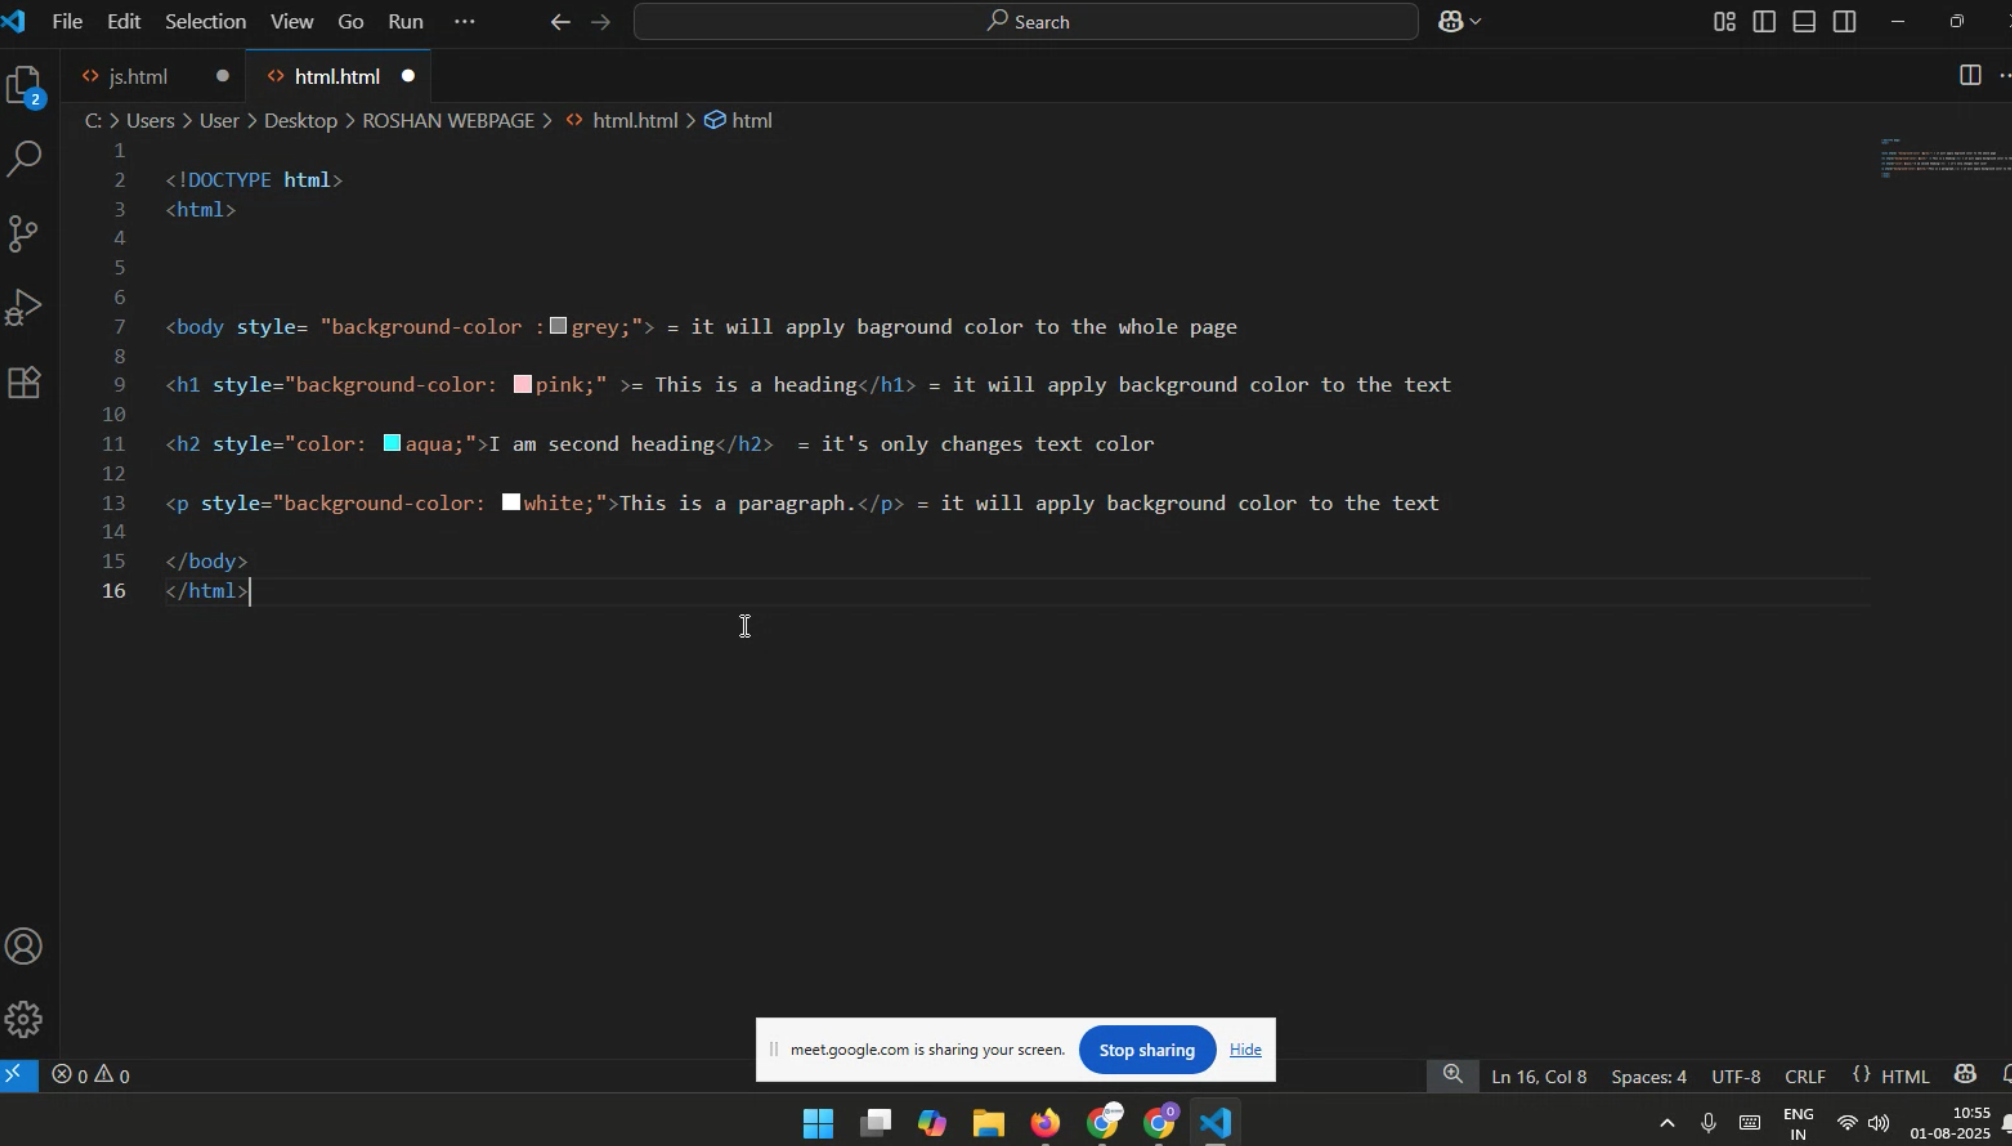 File Edit Selection View Go Run ··· Search
js.html html.html
C: > Users > User > Desktop > ROSHAN WEBPAGE > html.html > html
2
1
2 <!DOCTYPE html>
3 <html>
4
5
6
7 <body style= "background-color :grey;"> = it will apply baground color to the whole page
8
9 <h1 style="background-color: pink;" >= This is a heading</h1> = it will apply background color to the text
10
11 <h2 style="color: aqua;">I am second heading</h2>  = it's only changes text color
12
13 <p style="background-color: white;">This is a paragraph.</p> = it will apply background color to the text
14
15 </body>
16 </html>
meet.google.com is sharing your screen. Stop sharing Hide
0 0 Ln 16, Col 8 Spaces: 4 UTF-8 CRLF {} HTML
ENG 10:55
IN 01-08-2025